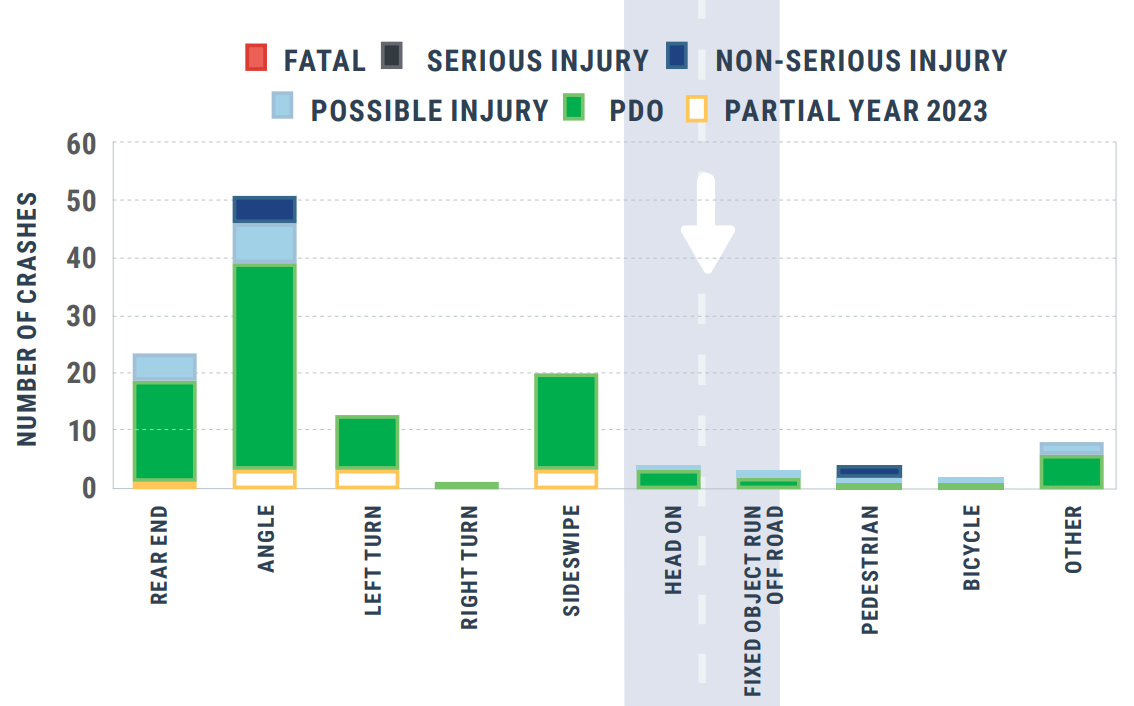 FATAL SERIOUS INJURY NON-SERIOUS INJURY
POSSIBLE INJURY PDO PARTIAL YEAR 2023
NUMBER OF CRASHES
60
50
40
30
20
10
0
REAR END
ANGLE
LEFT TURN
RIGHT TURN
SIDESWIPE
HEAD ON
FIXED OBJECT RUN
OFF ROAD
PEDESTRIAN
BICYCLE
OTHER